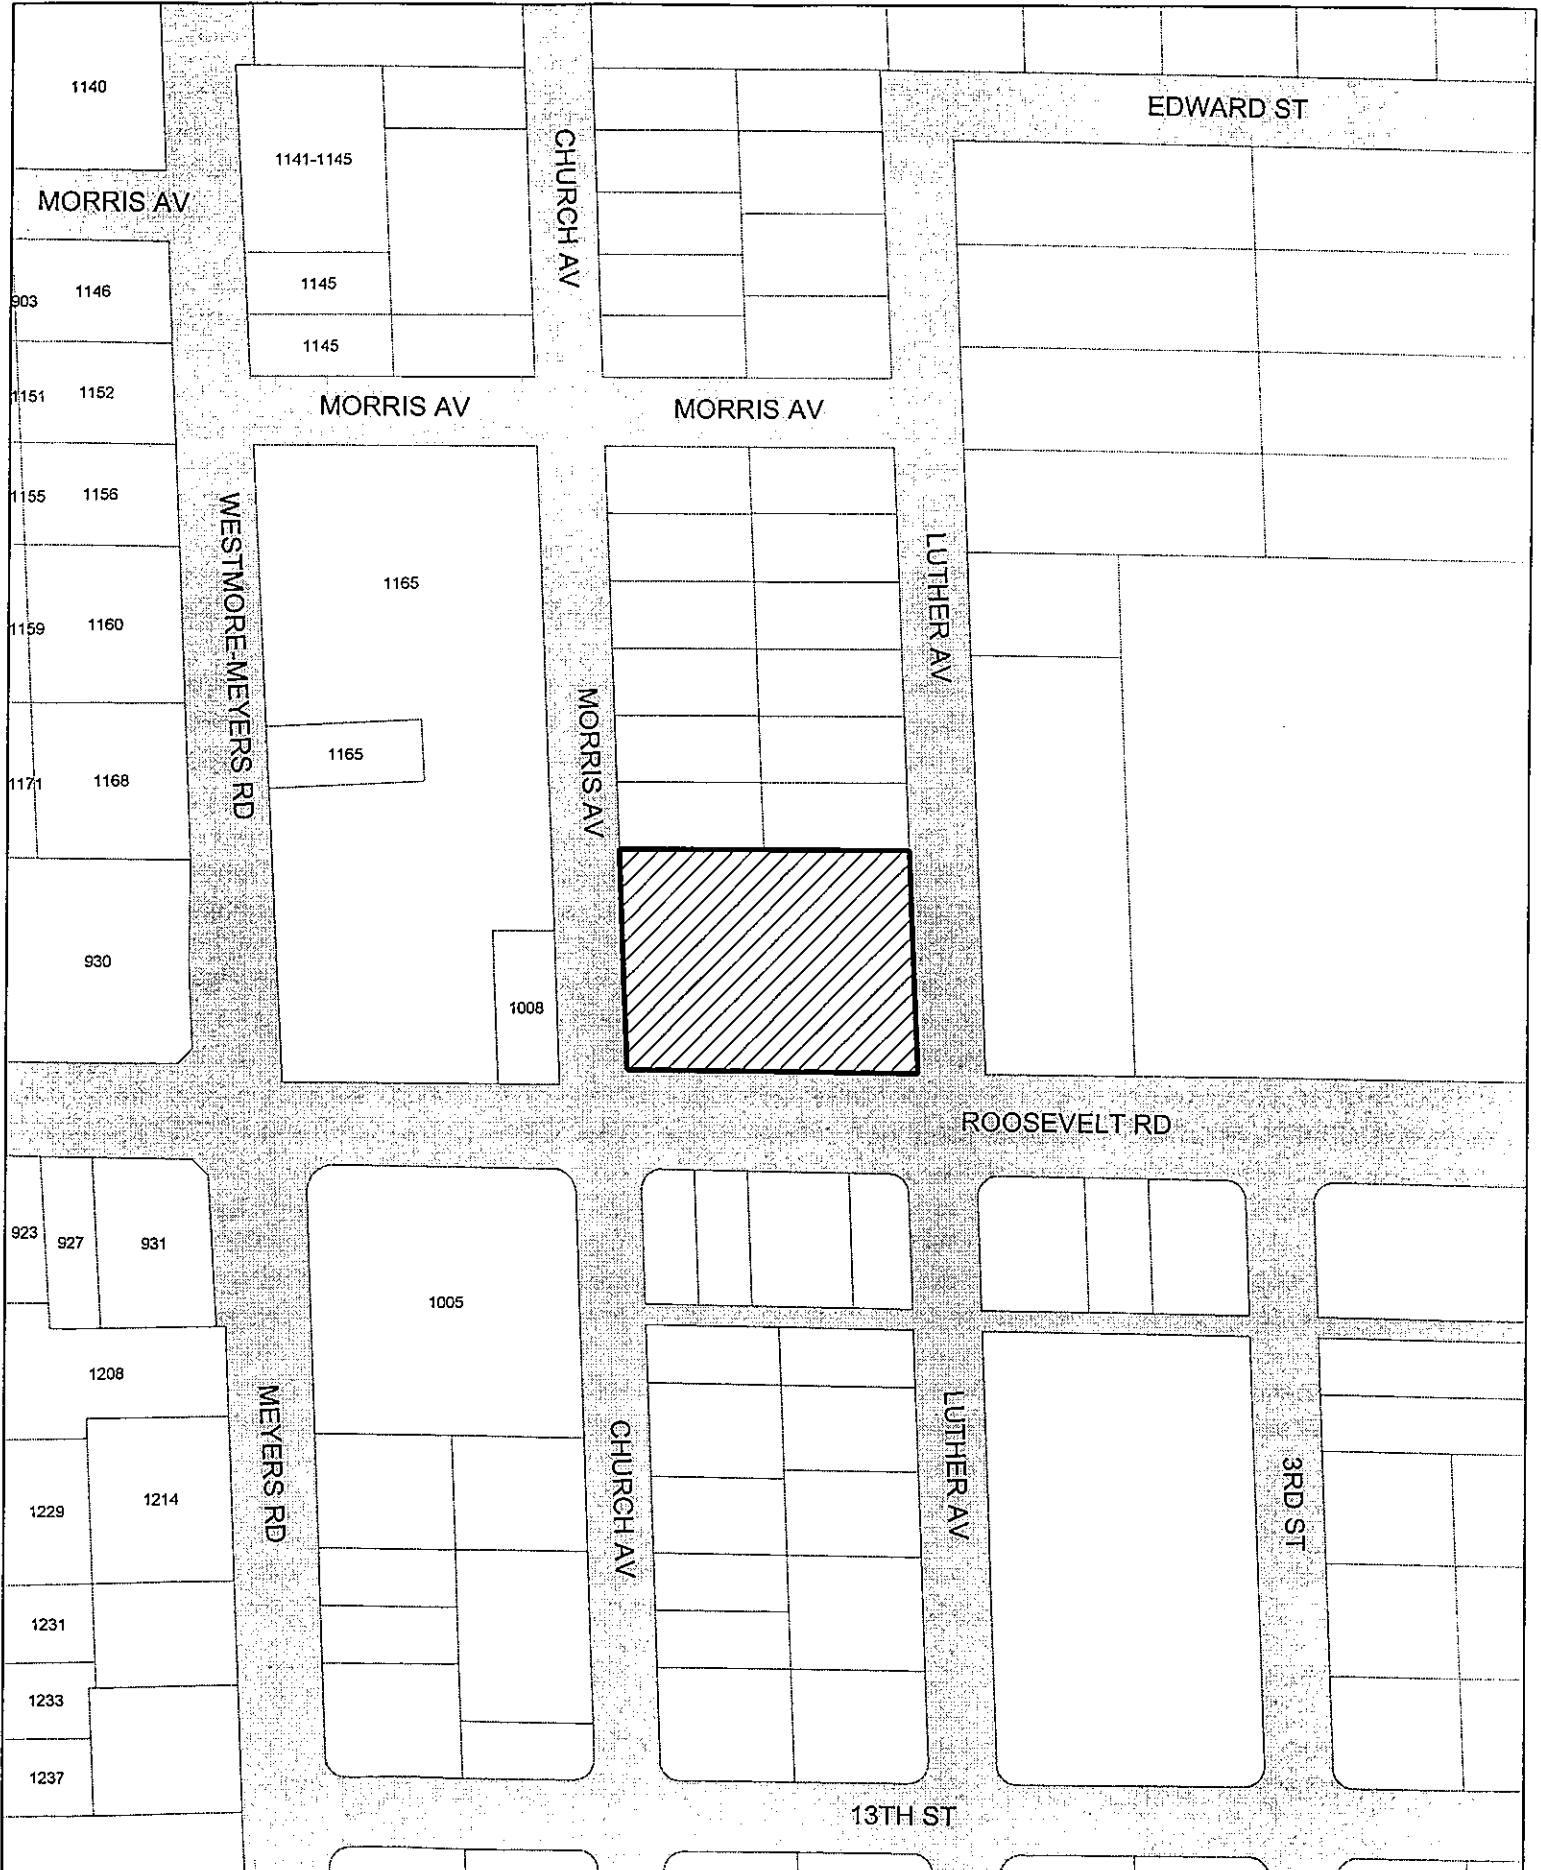 1140
EDWARD ST
1141-1145
CHURCH AV
MORRIS AV
903
1146
1145
1145
1151
1152
MORRIS AV
MORRIS AV
1155
1156
WESTMORE-MEYERS RD
1165
LUTHER AV
1159
1160
MORRIS AV
1165
1171
1168
930
1008
ROOSEVELT RD
923
927
931
1005
1208
MEYERS RD
CHURCH AV
LUTHER AV
3RD ST
1229
1214
1231
1233
1237
13TH ST